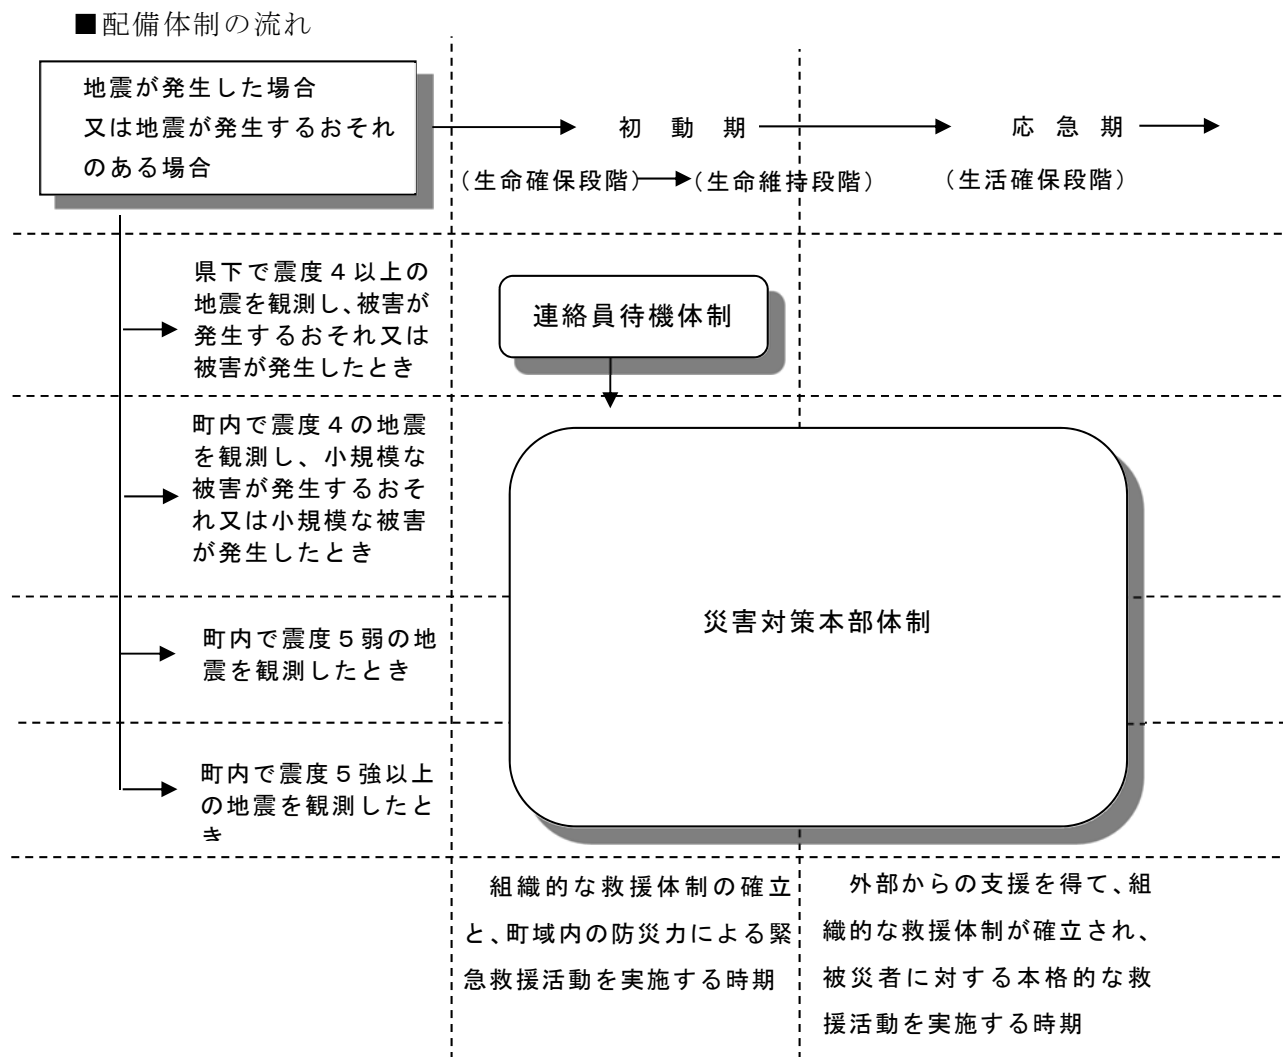 ■配備体制の流れ
地震が発生した場合
又は地震が発生するおそれ
のある場合
初動期
応急期
（生命確保段階）
（生命維持段階）
（生活確保段階）
県下で震度４以上の
地震を観測し、被害が
発生するおそれ又は
被害が発生したとき
連絡員待機体制
町内で震度４の地震
を観測し、小規模な
被害が発生するおそ
れ又は小規模な被害
が発生したとき
災害対策本部体制
町内で震度５弱の地
震を観測したとき
町内で震度５強以上
の地震を観測したと
き
組織的な救援体制の確立
と、町域内の防災力による緊
急救援活動を実施する時期
外部からの支援を得て、組
織的な救援体制が確立され、
被災者に対する本格的な救
援活動を実施する時期